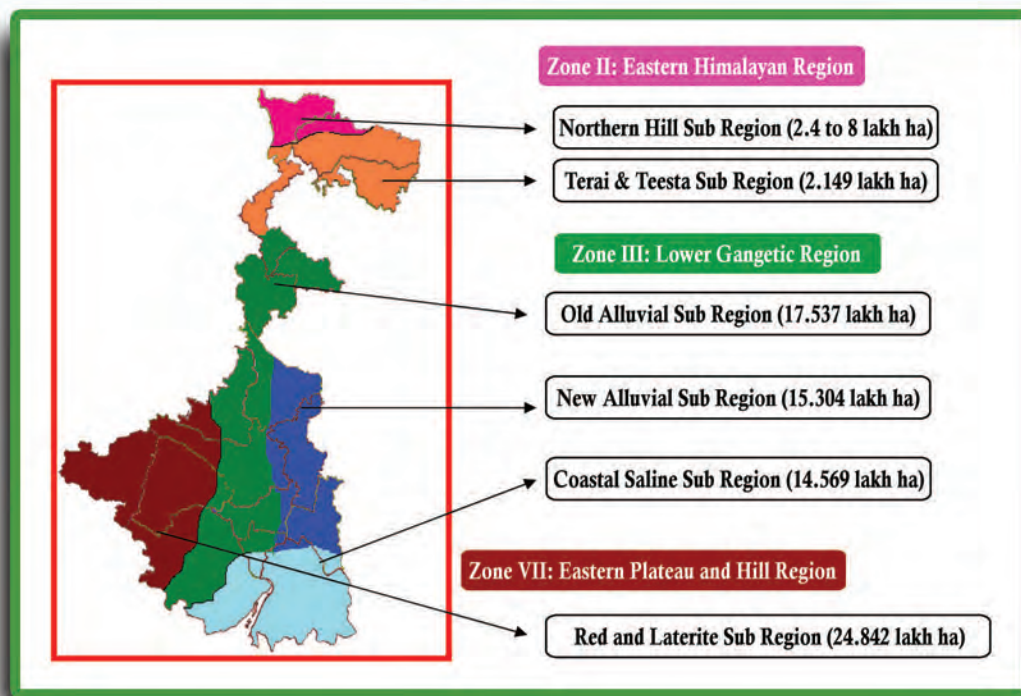 Zone II: Eastern Himalayan Region
Northern Hill Sub Region (2.4 to 8 lakh ha)
Terai & Teesta Sub Region (2.149 lakh ha)
Zone III: Lower Gangetic Region
Old Alluvial Sub Region (17.537 lakh ha)
New Alluvial Sub Region (15.304 lakh ha)
Coastal Saline Sub Region (14.569 lakh ha)
Zone VII: Eastern Plateau and Hill Region
Red and Laterite Sub Region (24.842 lakh ha)